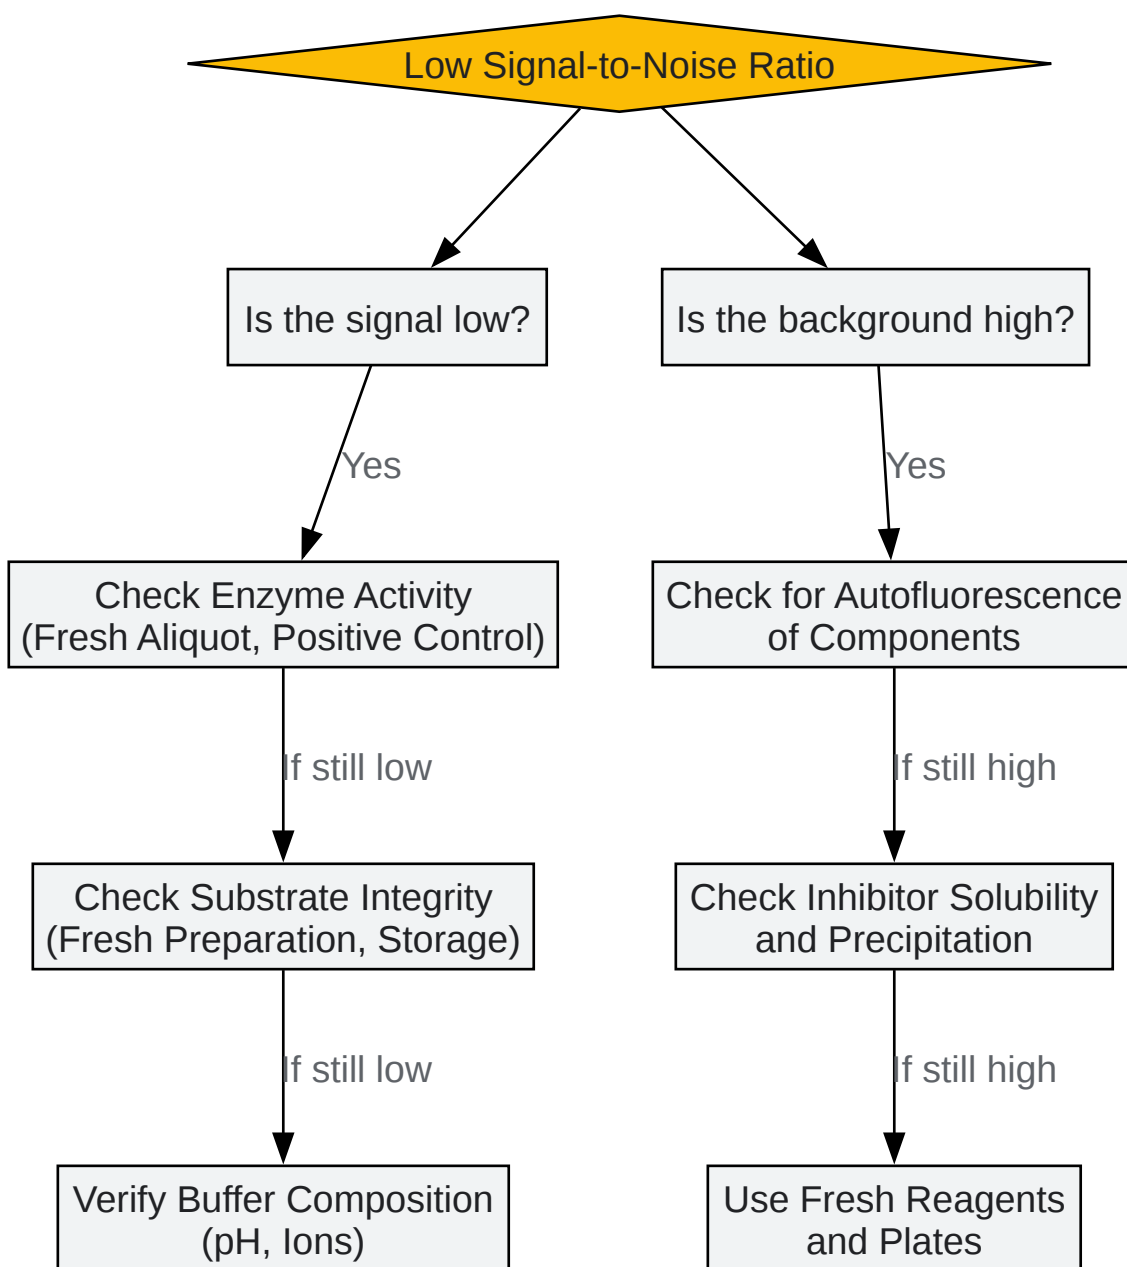 Low Signal-to-Noise Ratio
Is the signal low?
Is the background high?
Yes
Yes
Check Enzyme Activity
(Fresh Aliquot, Positive Control)
Check for Autofluorescence
of Components
If still low
If still high
Check Substrate Integrity
(Fresh Preparation, Storage)
Check Inhibitor Solubility
and Precipitation
If still low
If still high
Verify Buffer Composition
(pH, Ions)
Use Fresh Reagents
and Plates